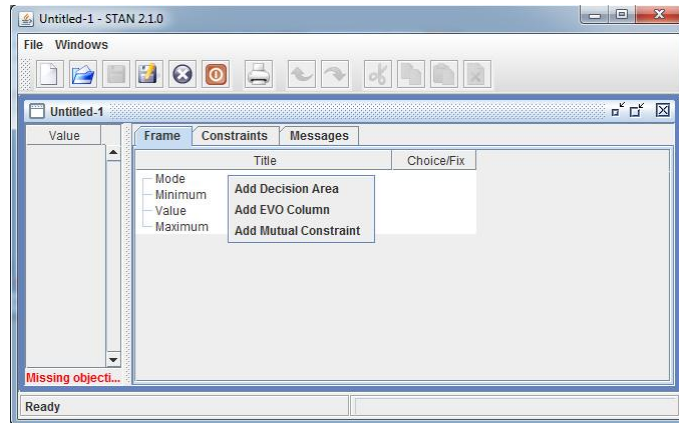 Untitled-1 - STAN 2.1.0
File Windows
Untitled-1
Value
Frame Constraints Messages
Title Choice/Fix
Mode
Minimum
Value
Maximum
Add Decision Area
Add EVO Column
Add Mutual Constraint
Missing objecti...
Ready